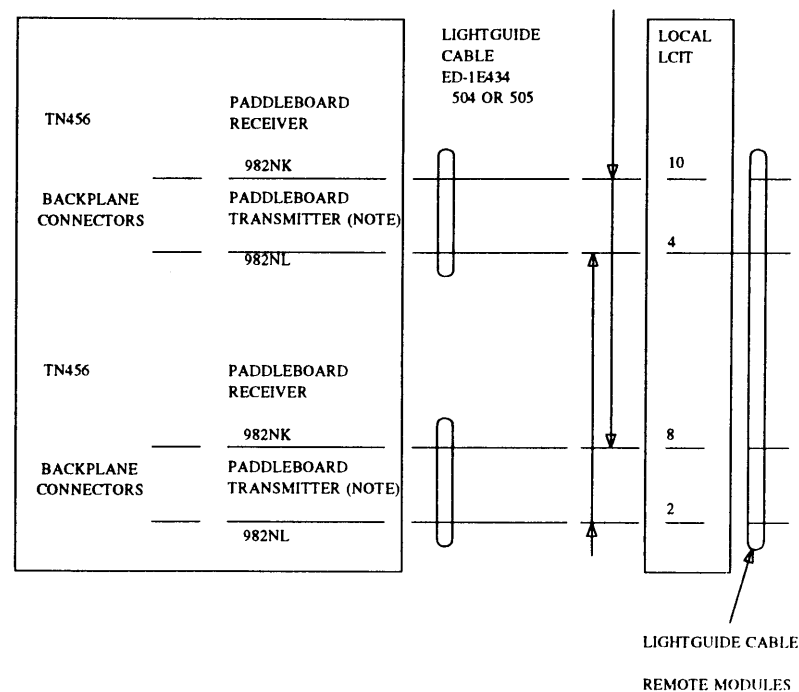 LIGHTGUIDE
CABLE
ED-1E434
504 OR 505
LOCAL
LCIT
TN456
PADDLEBOARD
RECEIVER
982NK
10
BACKPLANE
CONNECTORS
PADDLEBOARD
TRANSMITTER (NOTE)
4
982NL
TN456
PADDLEBOARD
RECEIVER
982NK
8
BACKPLANE
CONNECTORS
PADDLEBOARD
TRANSMITTER (NOTE)
2
982NL
LIGHTGUIDE CABLE
REMOTE MODULES